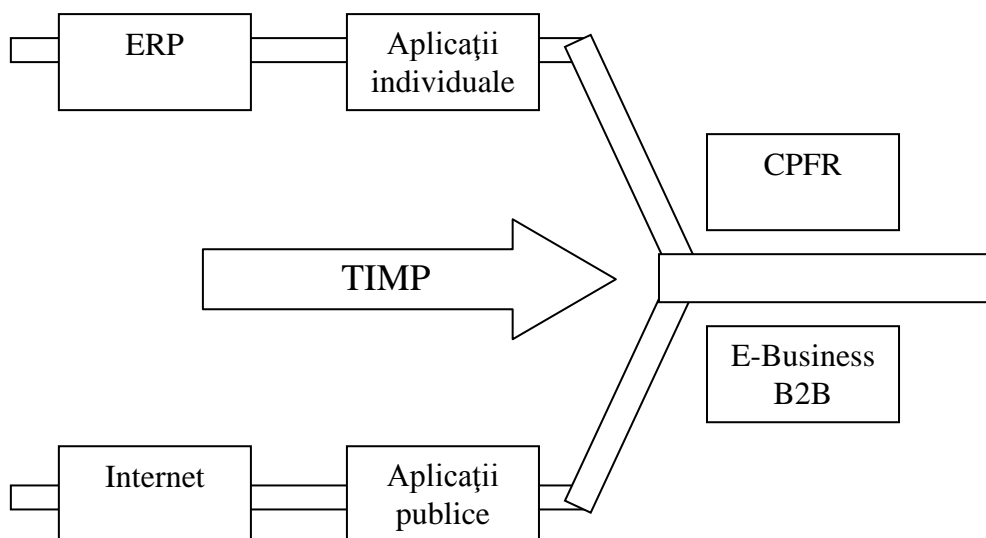 ERP
Aplicaţii
individuale
CPFR
TIMP
E-Business
B2B
Internet
Aplicaţii
publice